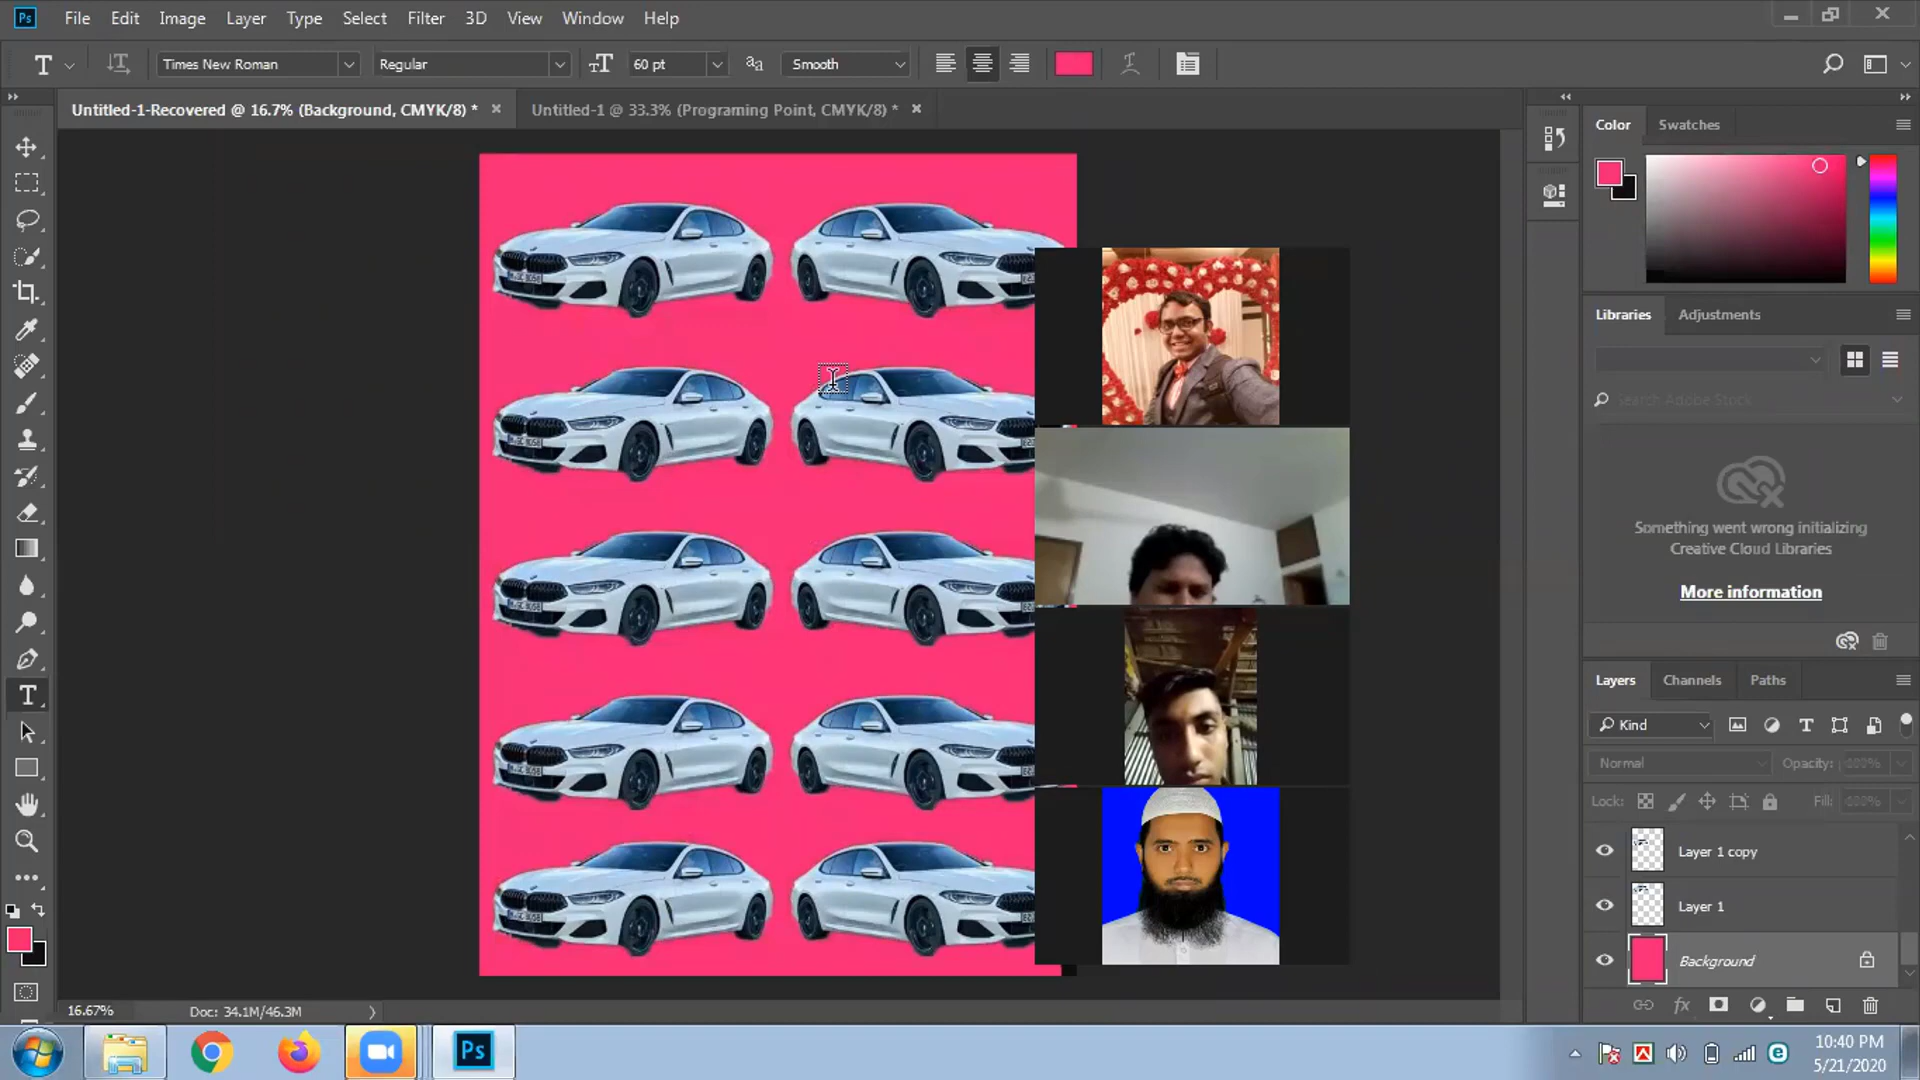 Ps File Edit Image Layer Type Select Filter 3D View Window Help
T Times New Roman Regular 60 pt Smooth
Untitled-1-Recovered @ 16.7% (Background, CMYK/8) * Untitled-1 @ 33.3% (Programing Point, CMYK/8) *
Color Swatches
Libraries Adjustments
Search Adobe Stock
Something went wrong initializing
Creative Cloud Libraries
More information
Layers Channels Paths
Kind
Normal Opacity: 100%
Lock: Fill: 100%
Layer 1 copy
Layer 1
Background
16.67% Doc: 34.1M/46.3M
Ps
10:40 PM
5/21/2020